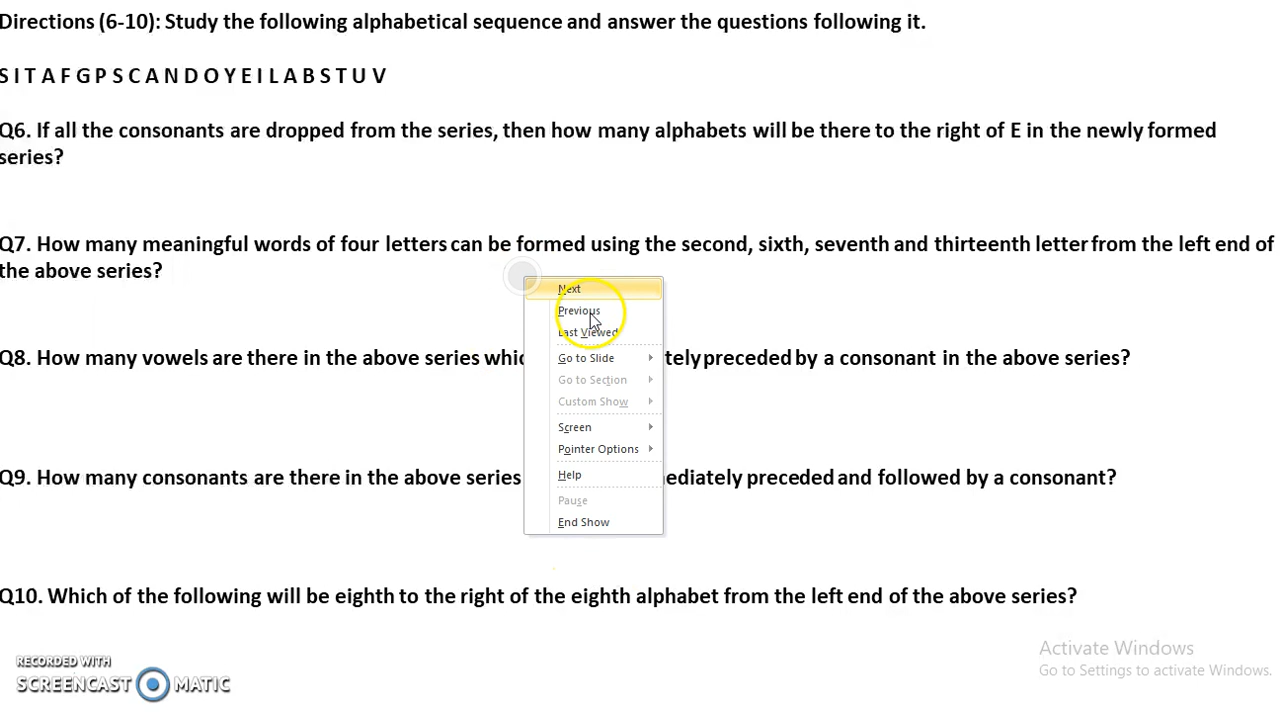 Directions (6-10): Study the following alphabetical sequence and answer the questions following it.
S I T A F G P S C A N D O Y E I L A B S T U V
Q6. If all the consonants are dropped from the series, then how many alphabets will be there to the right of E in the newly formed
series?
Q7. How many meaningful words of four letters can be formed using the second, sixth, seventh and thirteenth letter from the left end of
the above series?
Next
Previous
Last Viewed
Q8. How many vowels are there in the above series preceded by a consonant in the above series?
Go to Slide
Go to Section
Custom Show
Screen
Pointer Options
Q9. How many consonants are there in the above series preceded and followed by a consonant?
Help
Pause
End Show
Q10. Which of the following will be eighth to the right of the eighth alphabet from the left end of the above series?
Activate Windows
Go to Settings to activate Windows.
RECORDED WITH
SCREENCAST MATIC